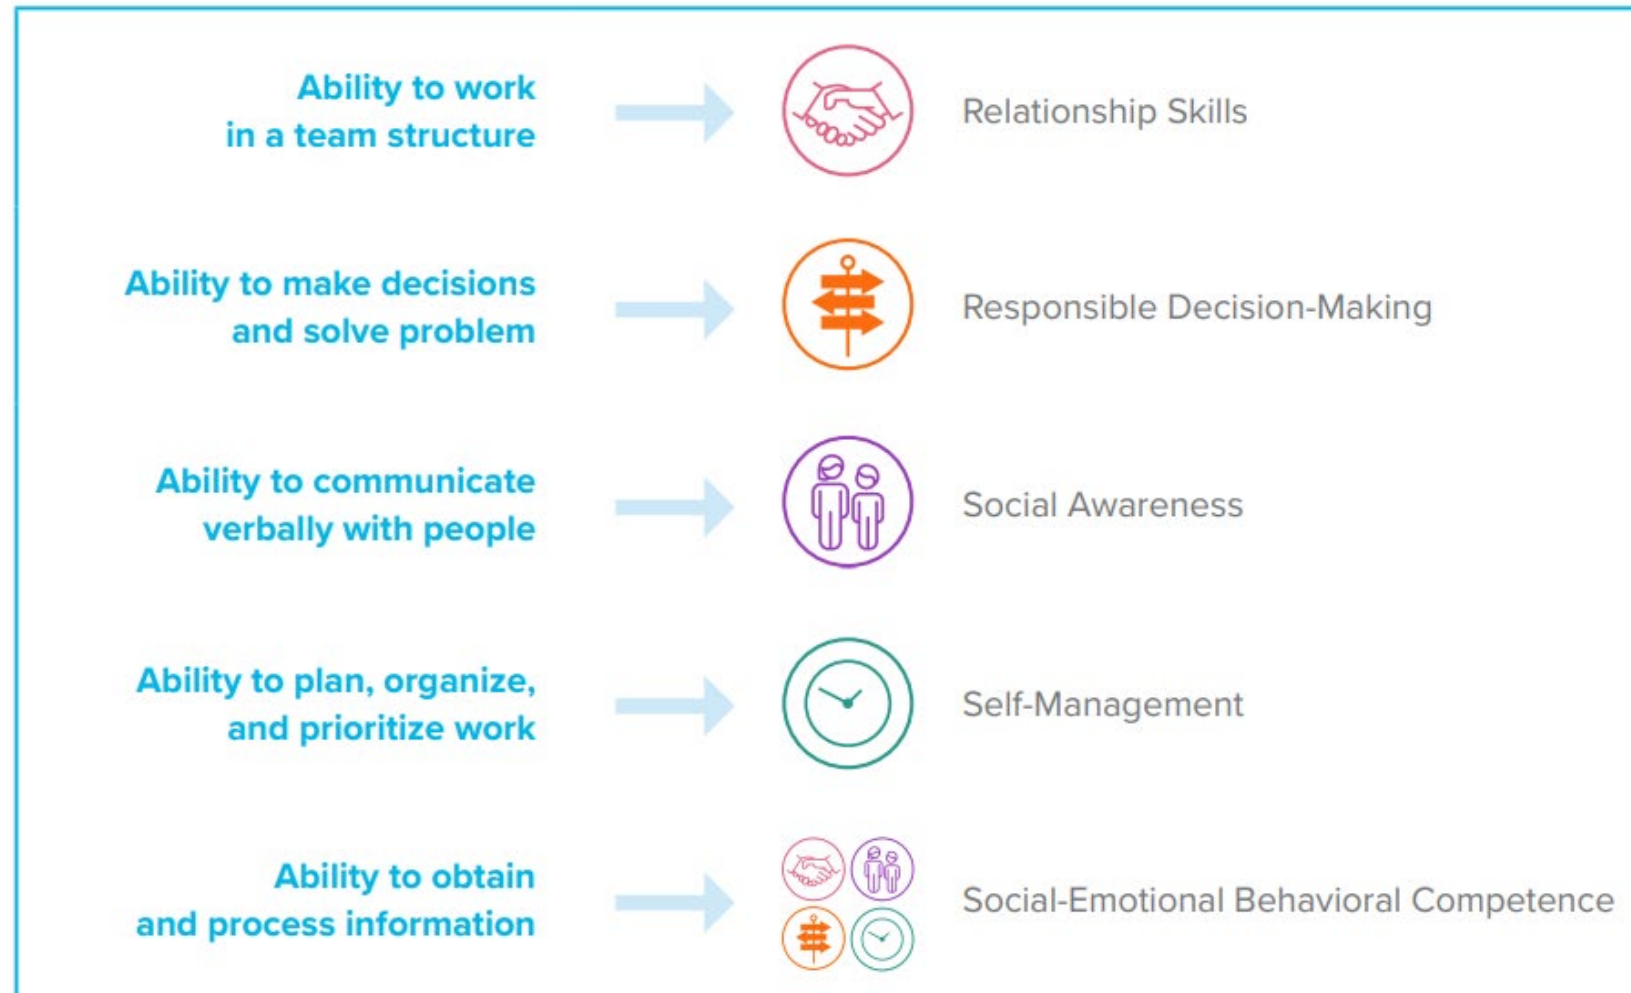 Ability to work
in a team structure
Relationship Skills
Ability to make decisions
and solve problem
Responsible Decision-Making
Ability to communicate
verbally with people
Social Awareness
Ability to plan, organize,
and prioritize work
Self-Management
Ability to obtain
and process information
Social-Emotional Behavioral Competence